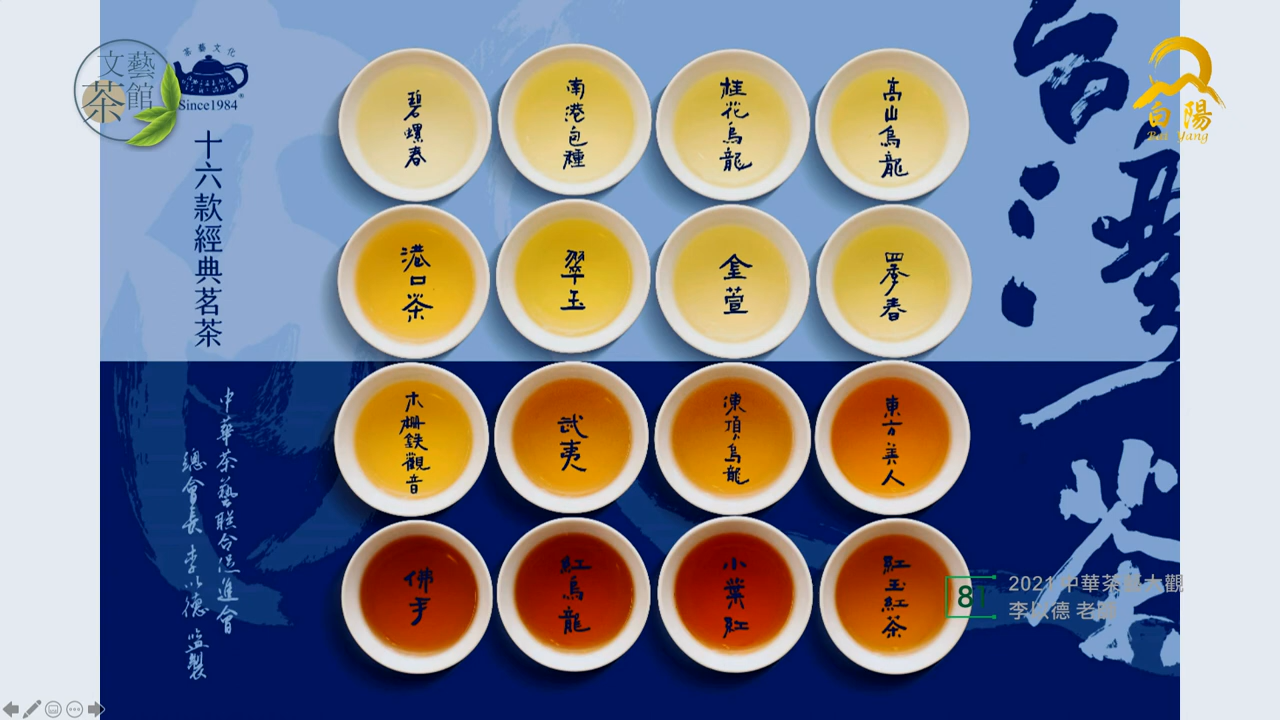 文藝
茶館
茶藝文化
Since1984
十六款經典茗茶
中華茶藝聯合促進會
總會長 李以德 監製
碧螺春
南港包種
桂花烏龍
高山烏龍
港口茶
翠玉
金萱
四季春
木柵鉄觀音
武夷
凍頂烏龍
東方美人
佛手
紅烏龍
小葉紅
紅玉紅茶
台灣茶
白陽
Bai Yang
81
2021 中華茶藝大觀
李以德 老師